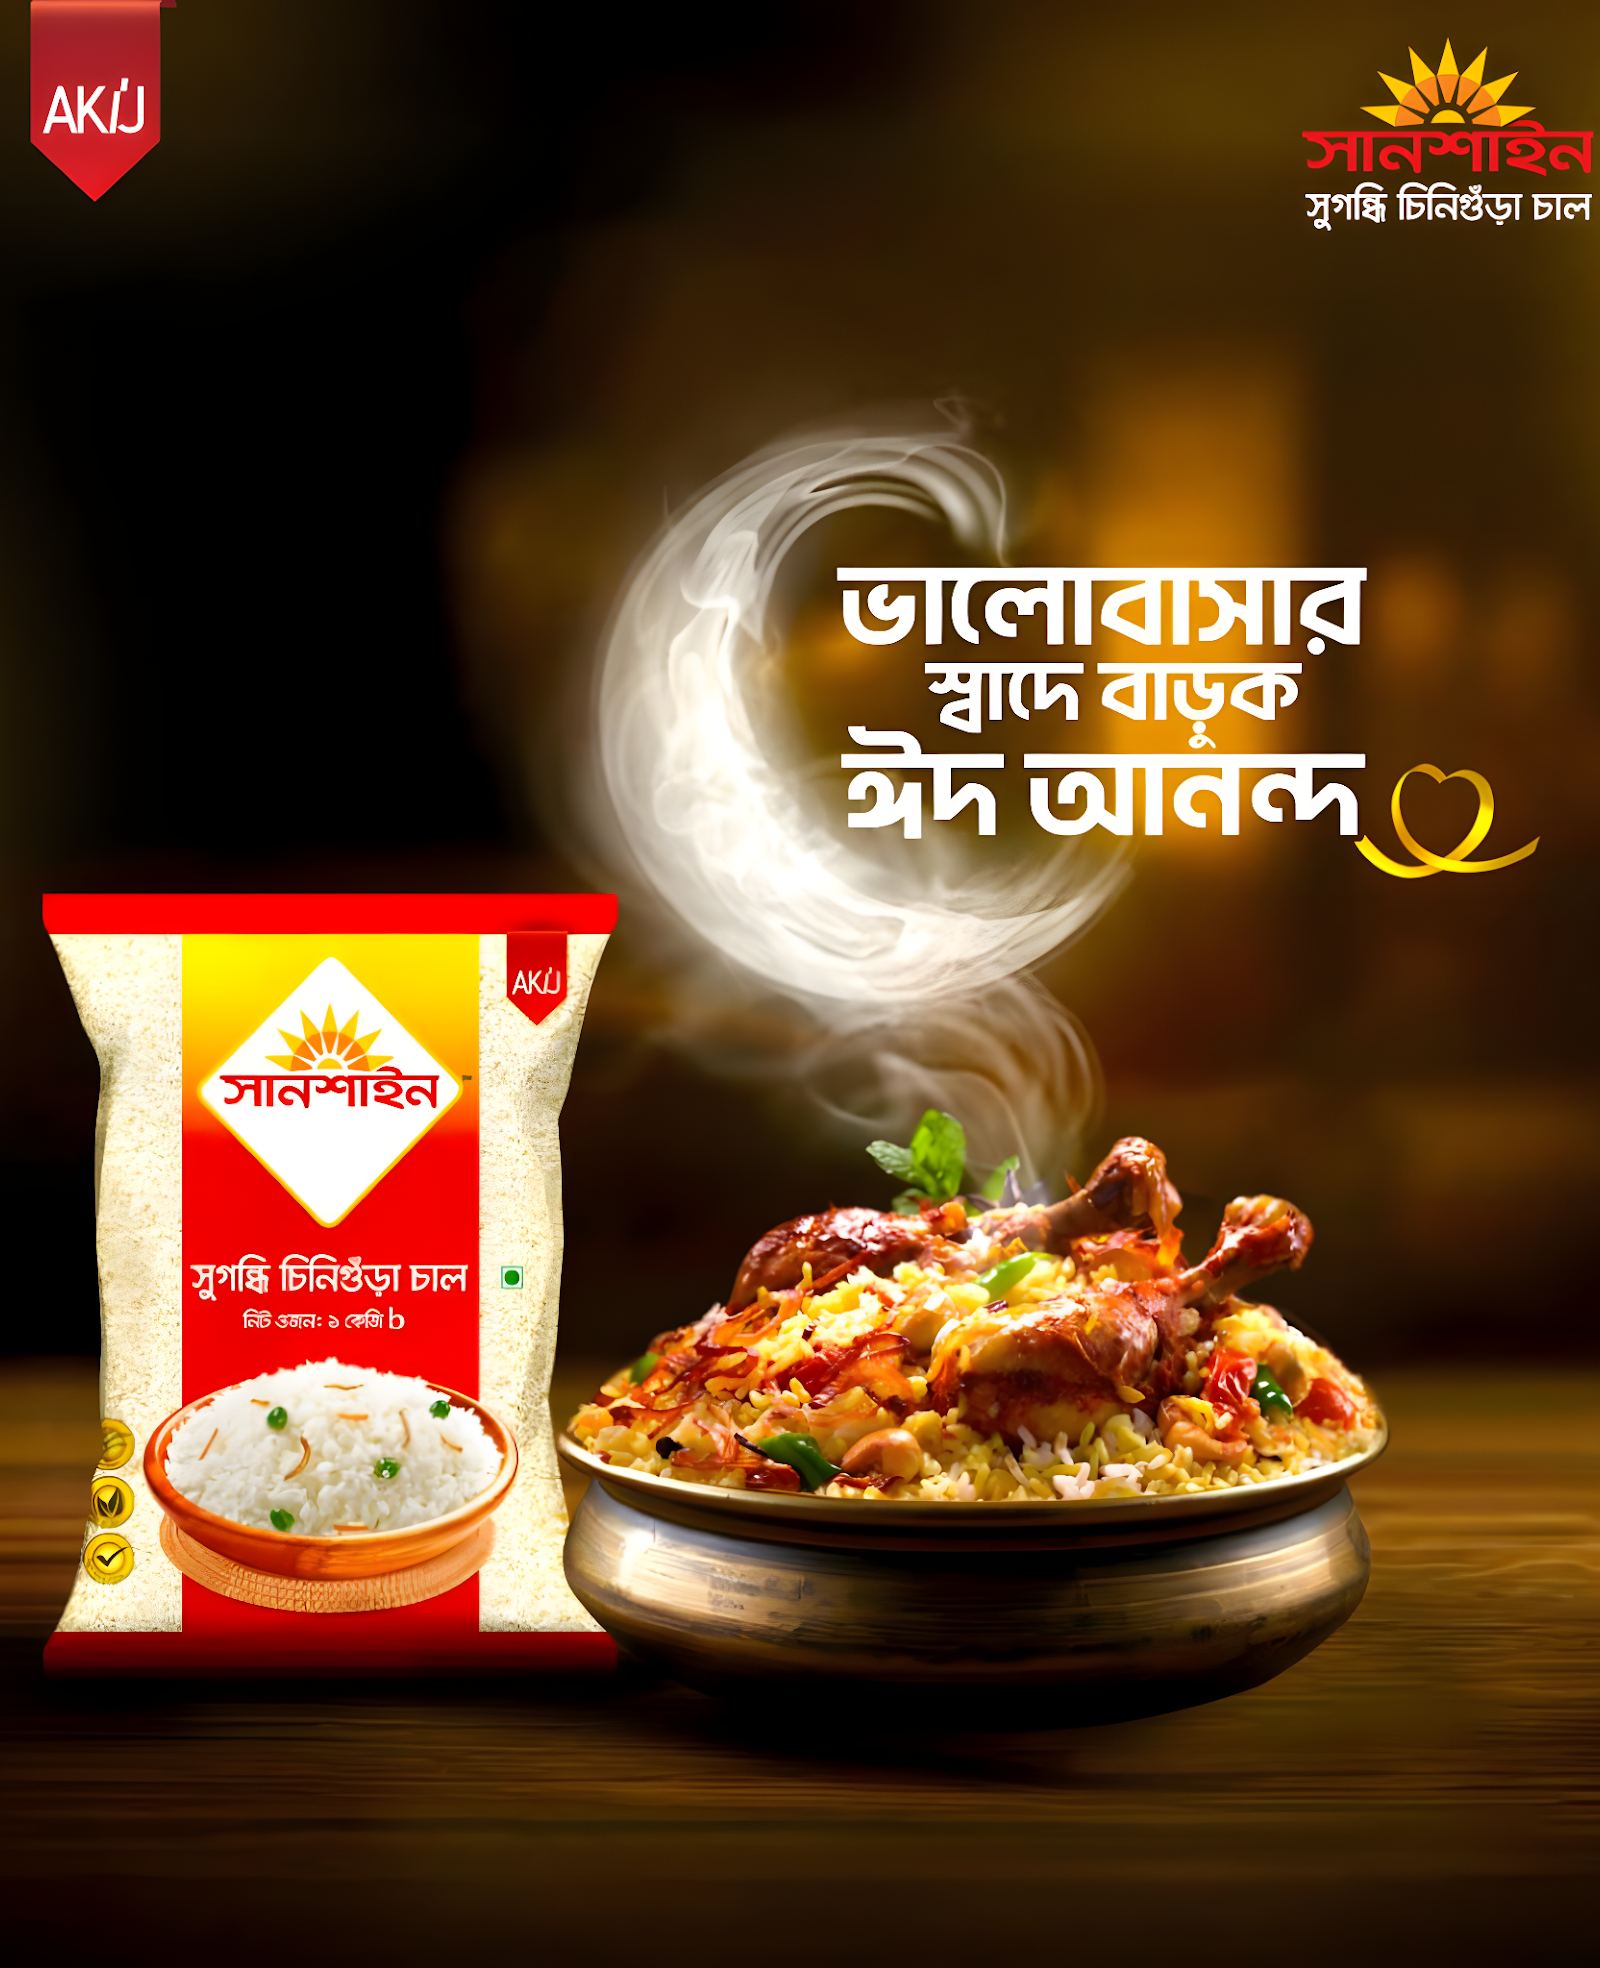 AKIJ
সানশাইন
সুগন্ধি চিনিগুঁড়া চাল
ভালোবাসার
স্বাদে বাড়ুক
ঈদ আনন্দ
AKIJ
সানশাইন
সুগন্ধি চিনিগুঁড়া চাল
নিট ওজন: ১ কেজি b